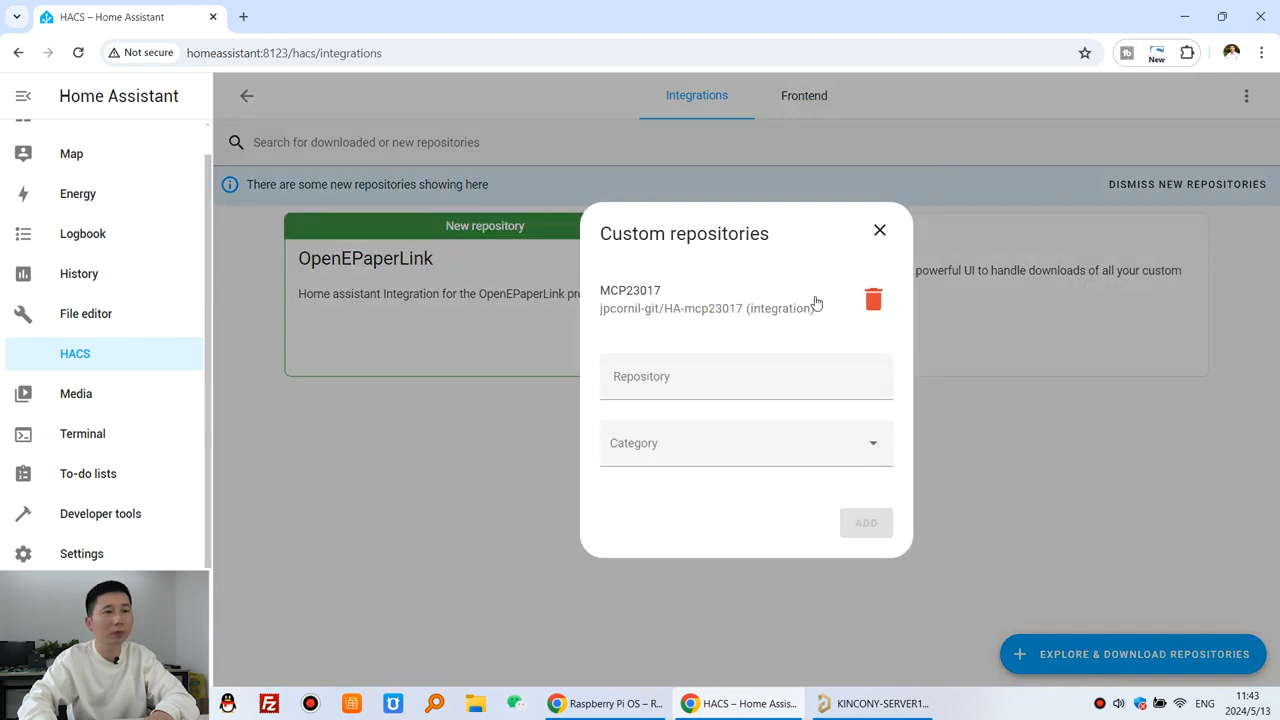 HACS – Home Assistant
Not secure
homeassistant:8123/hacs/integrations
New
Home Assistant
Integrations
Frontend
Map
Energy
Logbook
History
File editor
HACS
Media
Terminal
To-do lists
Developer tools
Settings
Search for downloaded or new repositories
There are some new repositories showing here
DISMISS NEW REPOSITORIES
New repository
OpenEPaperLink
Home assistant Integration for the OpenEPaperLink pro
powerful UI to handle downloads of all your custom
Custom repositories
MCP23017
jpcornil-git/HA-mcp23017 (integration)
Repository
Category
ADD
EXPLORE & DOWNLOAD REPOSITORIES
Raspberry Pi OS – R...
HACS – Home Assis...
KINCONY-SERVER1...
ENG
11:43
2024/5/13